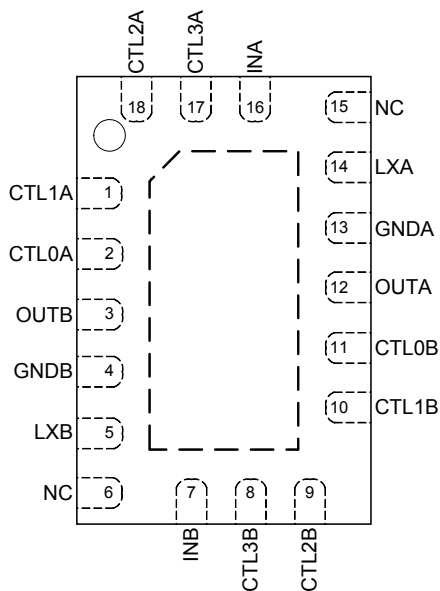 CTL2A
CTL3A
INA
18
17
16
15 NC
14 LXA
13 GNDA
12 OUTA
11 CTL0B
10 CTL1B
CTL1A 1
CTL0A 2
OUTB 3
GNDB 4
LXB 5
NC 6
7
8
9
INB
CTL3B
CTL2B